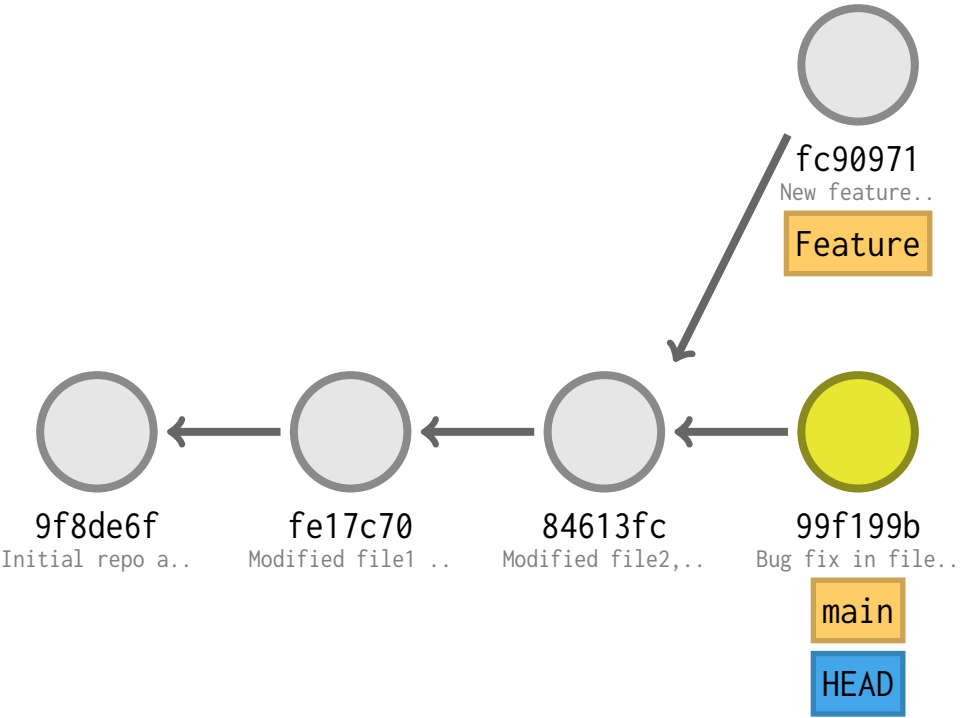 fc90971
New feature..
Feature
9f8de6f
Initial repo a..
fe17c70
Modified file1 ..
84613fc
Modified file2,..
99f199b
Bug fix in file..
main
HEAD